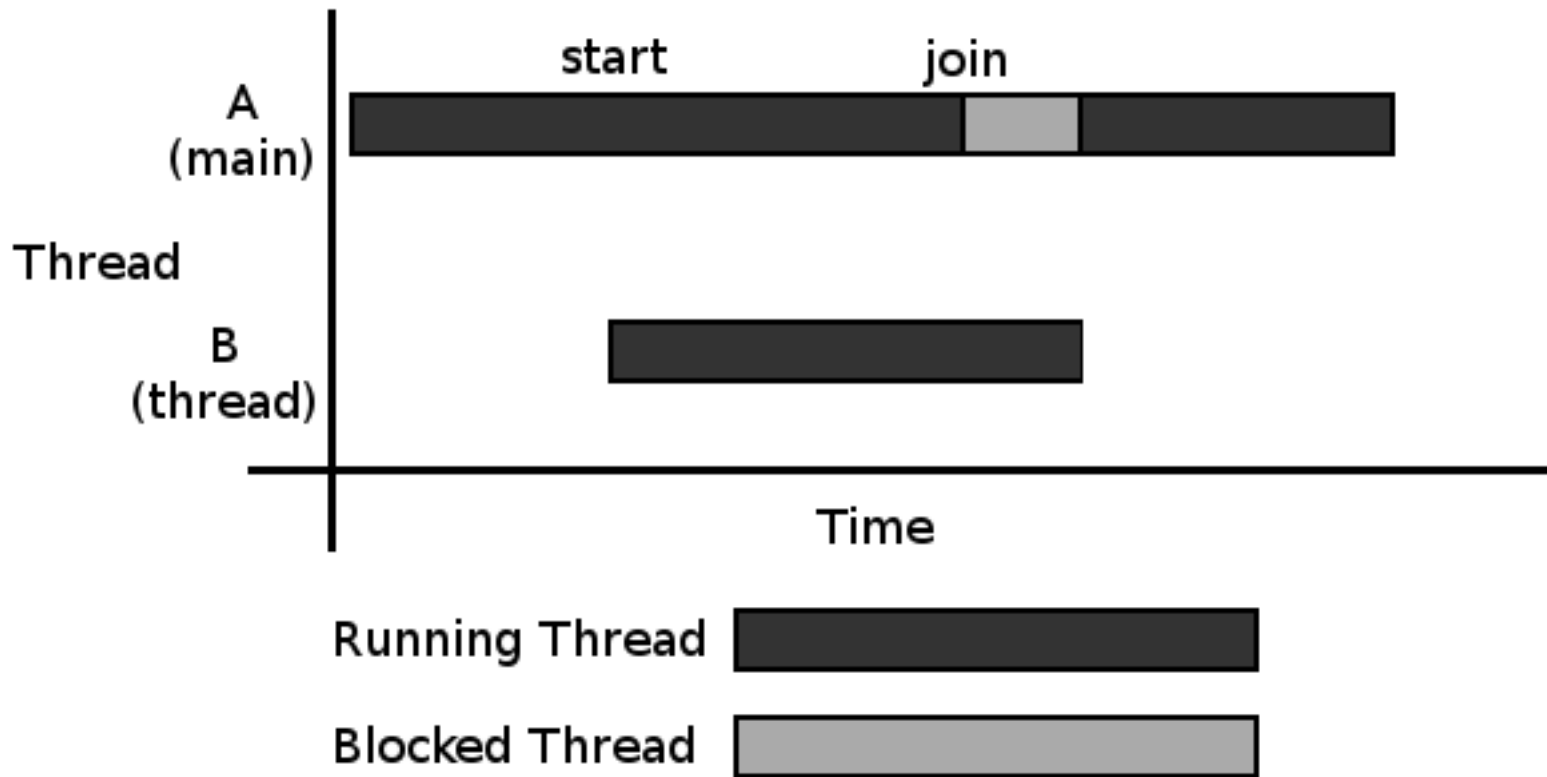 start
join
A
(main)
Thread
B
(thread)
Time
Running Thread
Blocked Thread